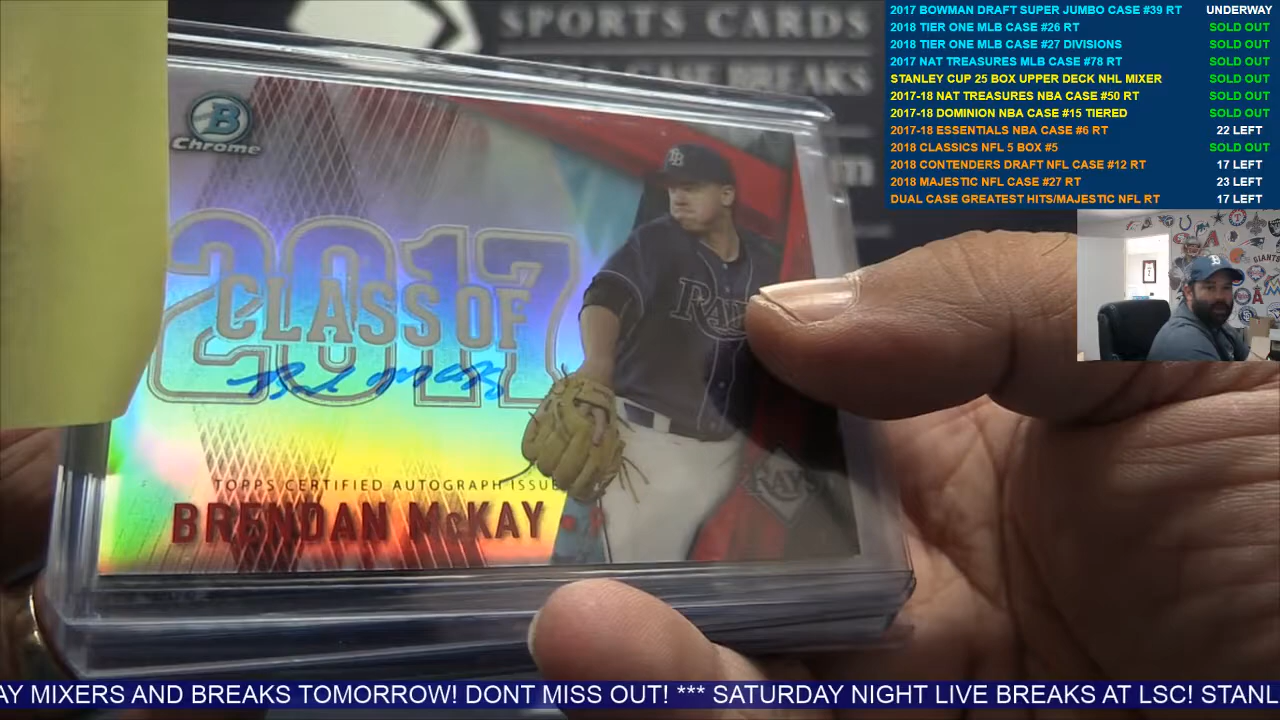 SPORTS CARDS
BREAKS
B
Chrome
2017
CLASS OF
TOPPS CERTIFIED AUTOGRAPH ISSUE
BRENDAN McKAY
TB
RAYS
2017 BOWMAN DRAFT SUPER JUMBO CASE #39 RT UNDERWAY
2018 TIER ONE MLB CASE #26 RT SOLD OUT
2018 TIER ONE MLB CASE #27 DIVISIONS SOLD OUT
2017 NAT TREASURES MLB CASE #78 RT SOLD OUT
STANLEY CUP 25 BOX UPPER DECK NHL MIXER SOLD OUT
2017-18 NAT TREASURES NBA CASE #50 RT SOLD OUT
2017-18 DOMINION NBA CASE #15 TIERED SOLD OUT
2017-18 ESSENTIALS NBA CASE #6 RT 22 LEFT
2018 CLASSICS NFL 5 BOX #5 SOLD OUT
2018 CONTENDERS DRAFT NFL CASE #12 RT 17 LEFT
2018 MAJESTIC NFL CASE #27 RT 23 LEFT
DUAL CASE GREATEST HITS/MAJESTIC NFL RT 17 LEFT
GIANTS
AY MIXERS AND BREAKS TOMORROW! DONT MISS OUT! *** SATURDAY NIGHT LIVE BREAKS AT LSC! STANL